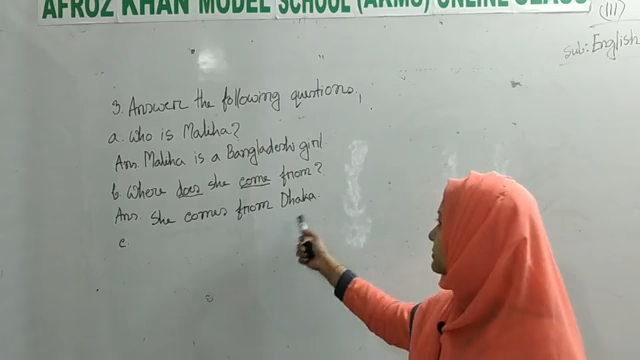 AFROZ KHAN MODEL SCHOOL (AKMS) ONLINE CLASS
(III)
Sub: English
3. Answer the following questions.
a. Who is Maliha?
Ans. Maliha is a Bangladeshi girl
b. Where does she come from?
Ans. She comes from Dhaka.
c.